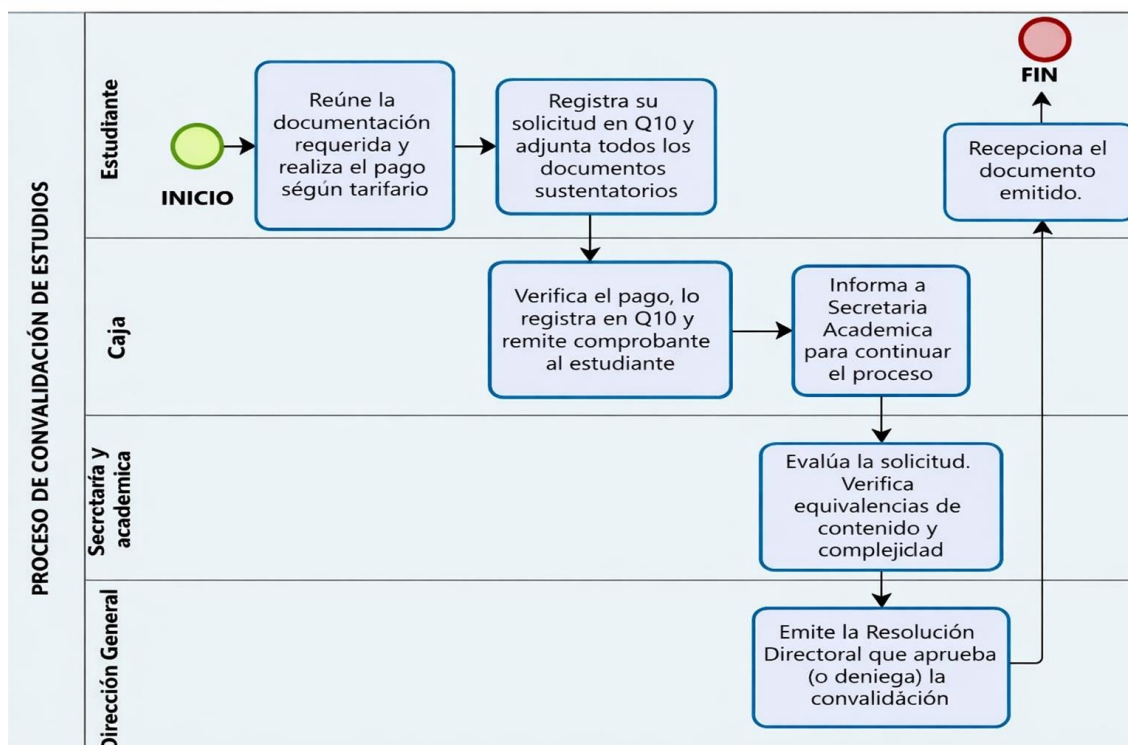 PROCESO DE CONVALIDACIÓN DE ESTUDIOS
Estudiante
INICIO
Reúne la
documentación
requerida y
realiza el pago
ségún tarifario
Registra su
solicitud en Q10 y
adjunta todos los
documentos
sustentatorios
FIN
Recepciona el
documento
emitido.
Caja
Verifica el pago, lo
registra en Q10 y
remite comprobante
al estudiante
Informa a
Secretaria
Academica
para continuar
el proceso
Secretaría y
academica
Evalúa la solicitud.
Verifica
equivalencias de
contenido y
complejiclad
Dirección General
Emite la Resolución
Directoral que aprueba
(o deniega) la
convalidăción